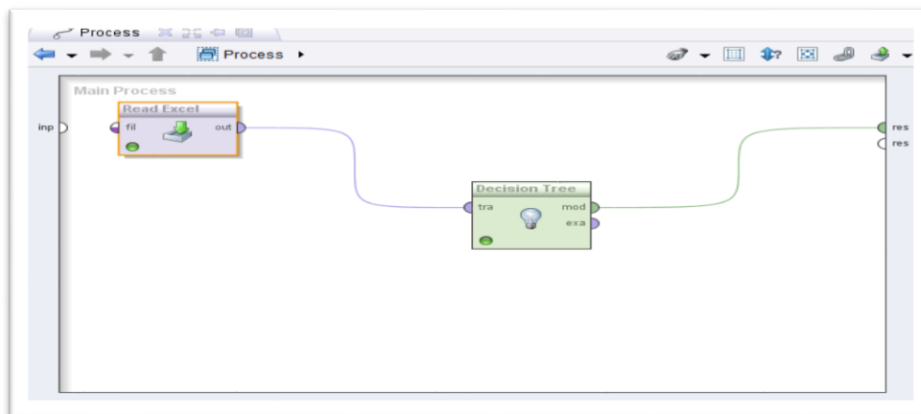 Process
Process
Main Process
Read Excel
inp
fil
out
res
res
Decision Tree
tra
mod
exa